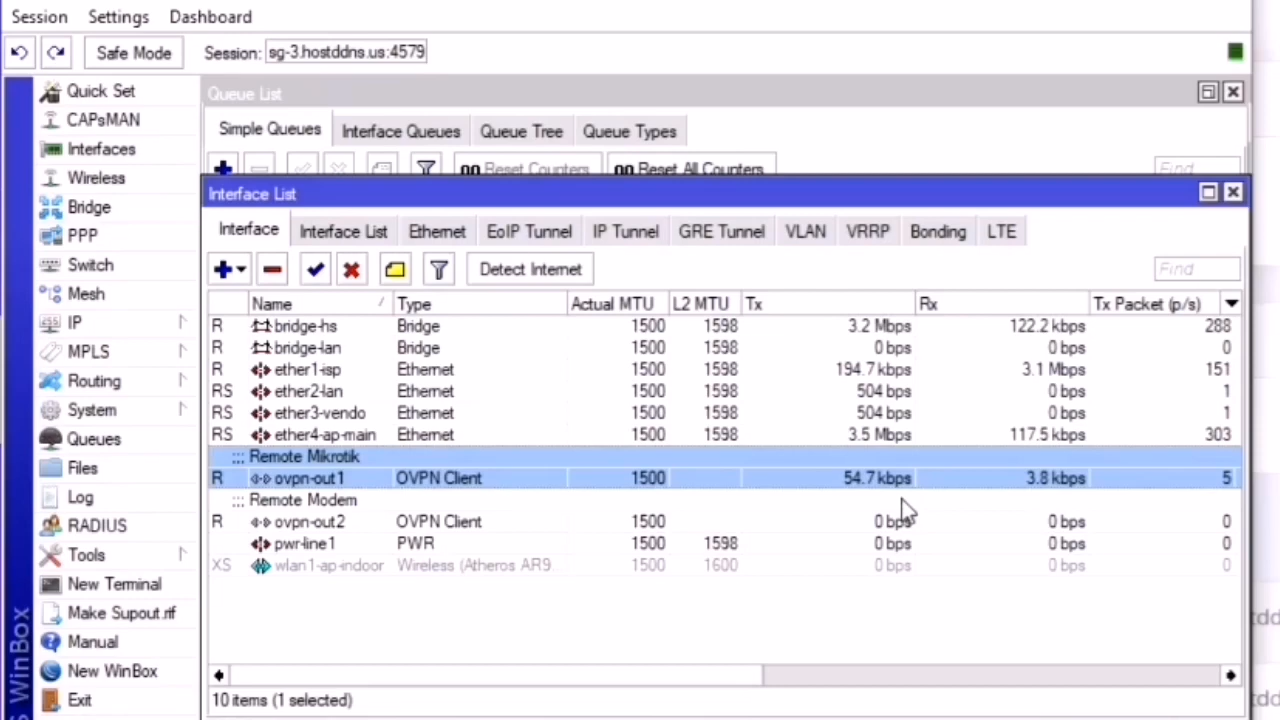 Session Settings Dashboard
Safe Mode Session: sg-3.hostddns.us:4579
Quick Set
CAPsMAN
Interfaces
Wireless
Bridge
PPP
Switch
Mesh
IP
MPLS
Routing
System
Queues
Files
Log
RADIUS
Tools
New Terminal
Make Supout.rif
Manual
New WinBox
Exit
WinBox
Queue List
Simple Queues Interface Queues Queue Tree Queue Types
00 Reset Counters 00 Reset All Counters Find
Interface List
Interface Interface List Ethernet EoIP Tunnel IP Tunnel GRE Tunnel VLAN VRRP Bonding LTE
Detect Internet Find
Name Type Actual MTU L2 MTU Tx Rx Tx Packet (p/s)
R bridge-hs Bridge 1500 1598 3.2 Mbps 122.2 kbps 288
R bridge-lan Bridge 1500 1598 0 bps 0 bps 0
R ether1-isp Ethernet 1500 1598 194.7 kbps 3.1 Mbps 151
RS ether2-lan Ethernet 1500 1598 504 bps 0 bps 1
RS ether3-vendo Ethernet 1500 1598 504 bps 0 bps 1
RS ether4-ap-main Ethernet 1500 1598 3.5 Mbps 117.5 kbps 303
::: Remote Mikrotik
R ovpn-out1 OVPN Client 1500 54.7 kbps 3.8 kbps 5
::: Remote Modem
R ovpn-out2 OVPN Client 1500 0 bps 0 bps 0
pwr-line1 PWR 1500 1598 0 bps 0 bps 0
XS wlan1-ap-indoor Wireless (Atheros AR9 1500 1600 0 bps 0 bps 0
10 items (1 selected)